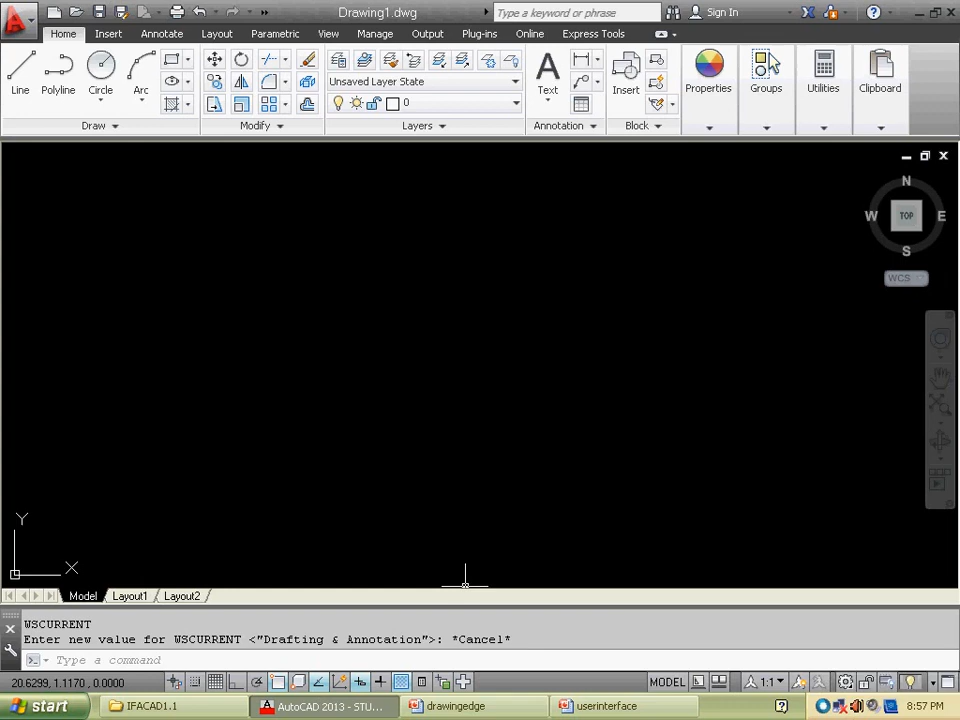 Drawing1.dwg
Type a keyword or phrase
Sign In
Home Insert Annotate Layout Parametric View Manage Output Plug-ins Online Express Tools
Line Polyline Circle Arc
Unsaved Layer State
0
Text Insert Properties Groups Utilities Clipboard
Draw Modify Layers Annotation Block
N
W TOP E
S
WCS
Y
X
Model Layout1 Layout2
WSCURRENT
Enter new value for WSCURRENT <"Drafting & Annotation">: *Cancel*
Type a command
20.6299, 1.1170, 0.0000
MODEL 1:1
start IFACAD1.1 AutoCAD 2013 - STU... drawingedge userinterface 8:57 PM